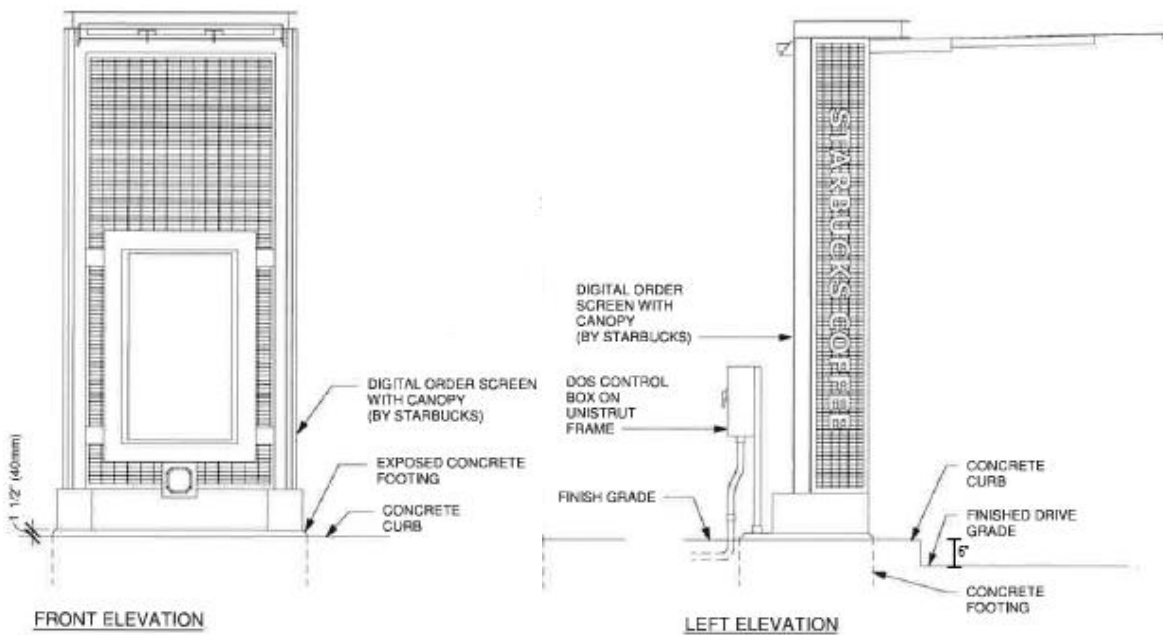 DIGITAL ORDER SCREEN
WITH CANOPY
(BY STARBUCKS)
EXPOSED CONCRETE
FOOTING
CONCRETE
CURB
1 1/2" (40mm)
FRONT ELEVATION
STARBUCKS COFFEE
DIGITAL ORDER
SCREEN WITH
CANOPY
(BY STARBUCKS)
DOS CONTROL
BOX ON
UNISTRUT
FRAME
FINISH GRADE
CONCRETE
CURB
FINISHED DRIVE
GRADE
6"
CONCRETE
FOOTING
LEFT ELEVATION